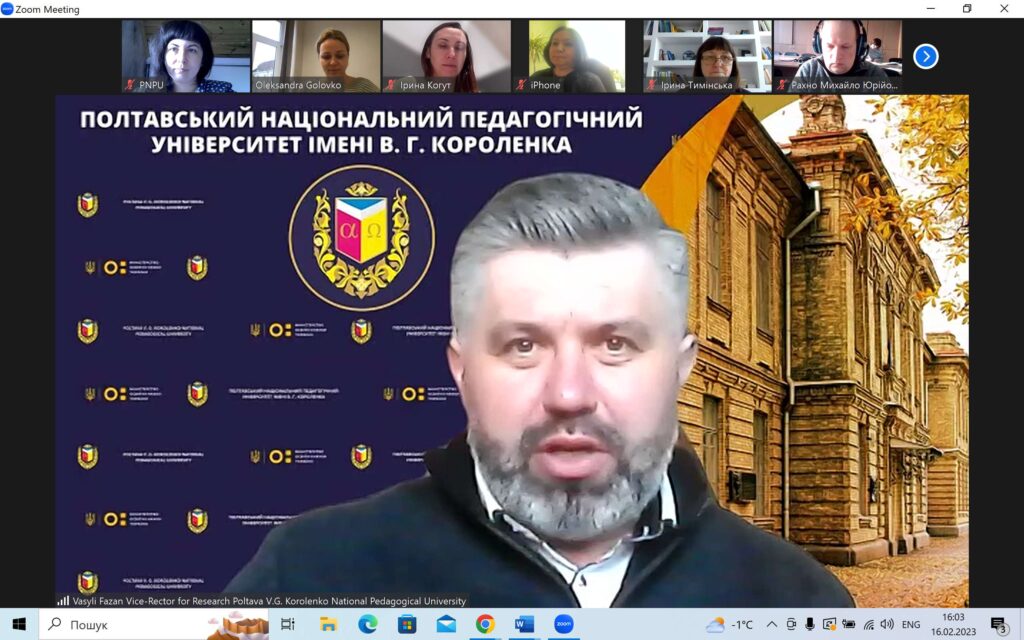 Zoom Meeting
PNPU
Oleksandra Golovko
Ірина Когут
iPhone
Ірина Тимінська
Рахно Михайло Юрійо...
ПОЛТАВСЬКИЙ НАЦІОНАЛЬНИЙ ПЕДАГОГІЧНИЙ
УНІВЕРСИТЕТ ІМЕНІ В. Г. КОРОЛЕНКА
α Ω
Vasyli Fazan Vice-Rector for Research Poltava V.G. Korolenko National Pedagogical University
Пошук
zoom
-1°C
ENG
16:03
16.02.2023
3